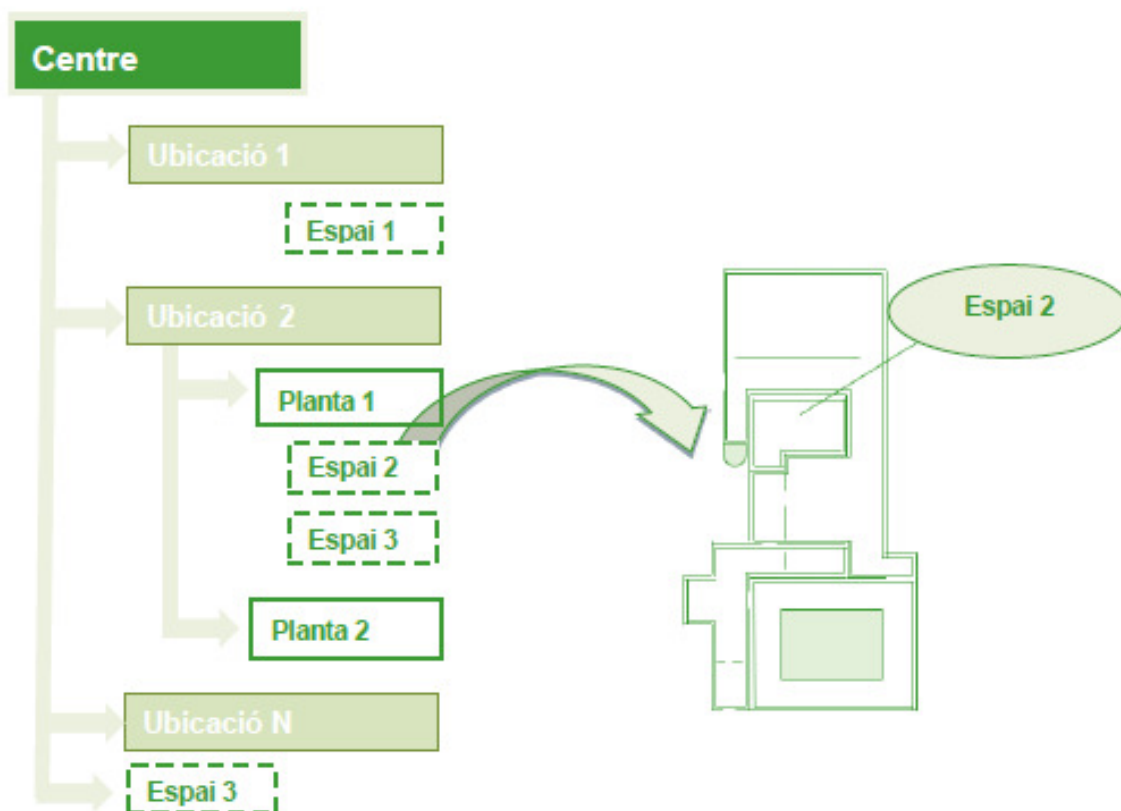 Centre
Ubicació 1
Espai 1
Ubicació 2
Planta 1
Espai 2
Espai 3
Planta 2
Ubicació N
Espai 3
Espai 2